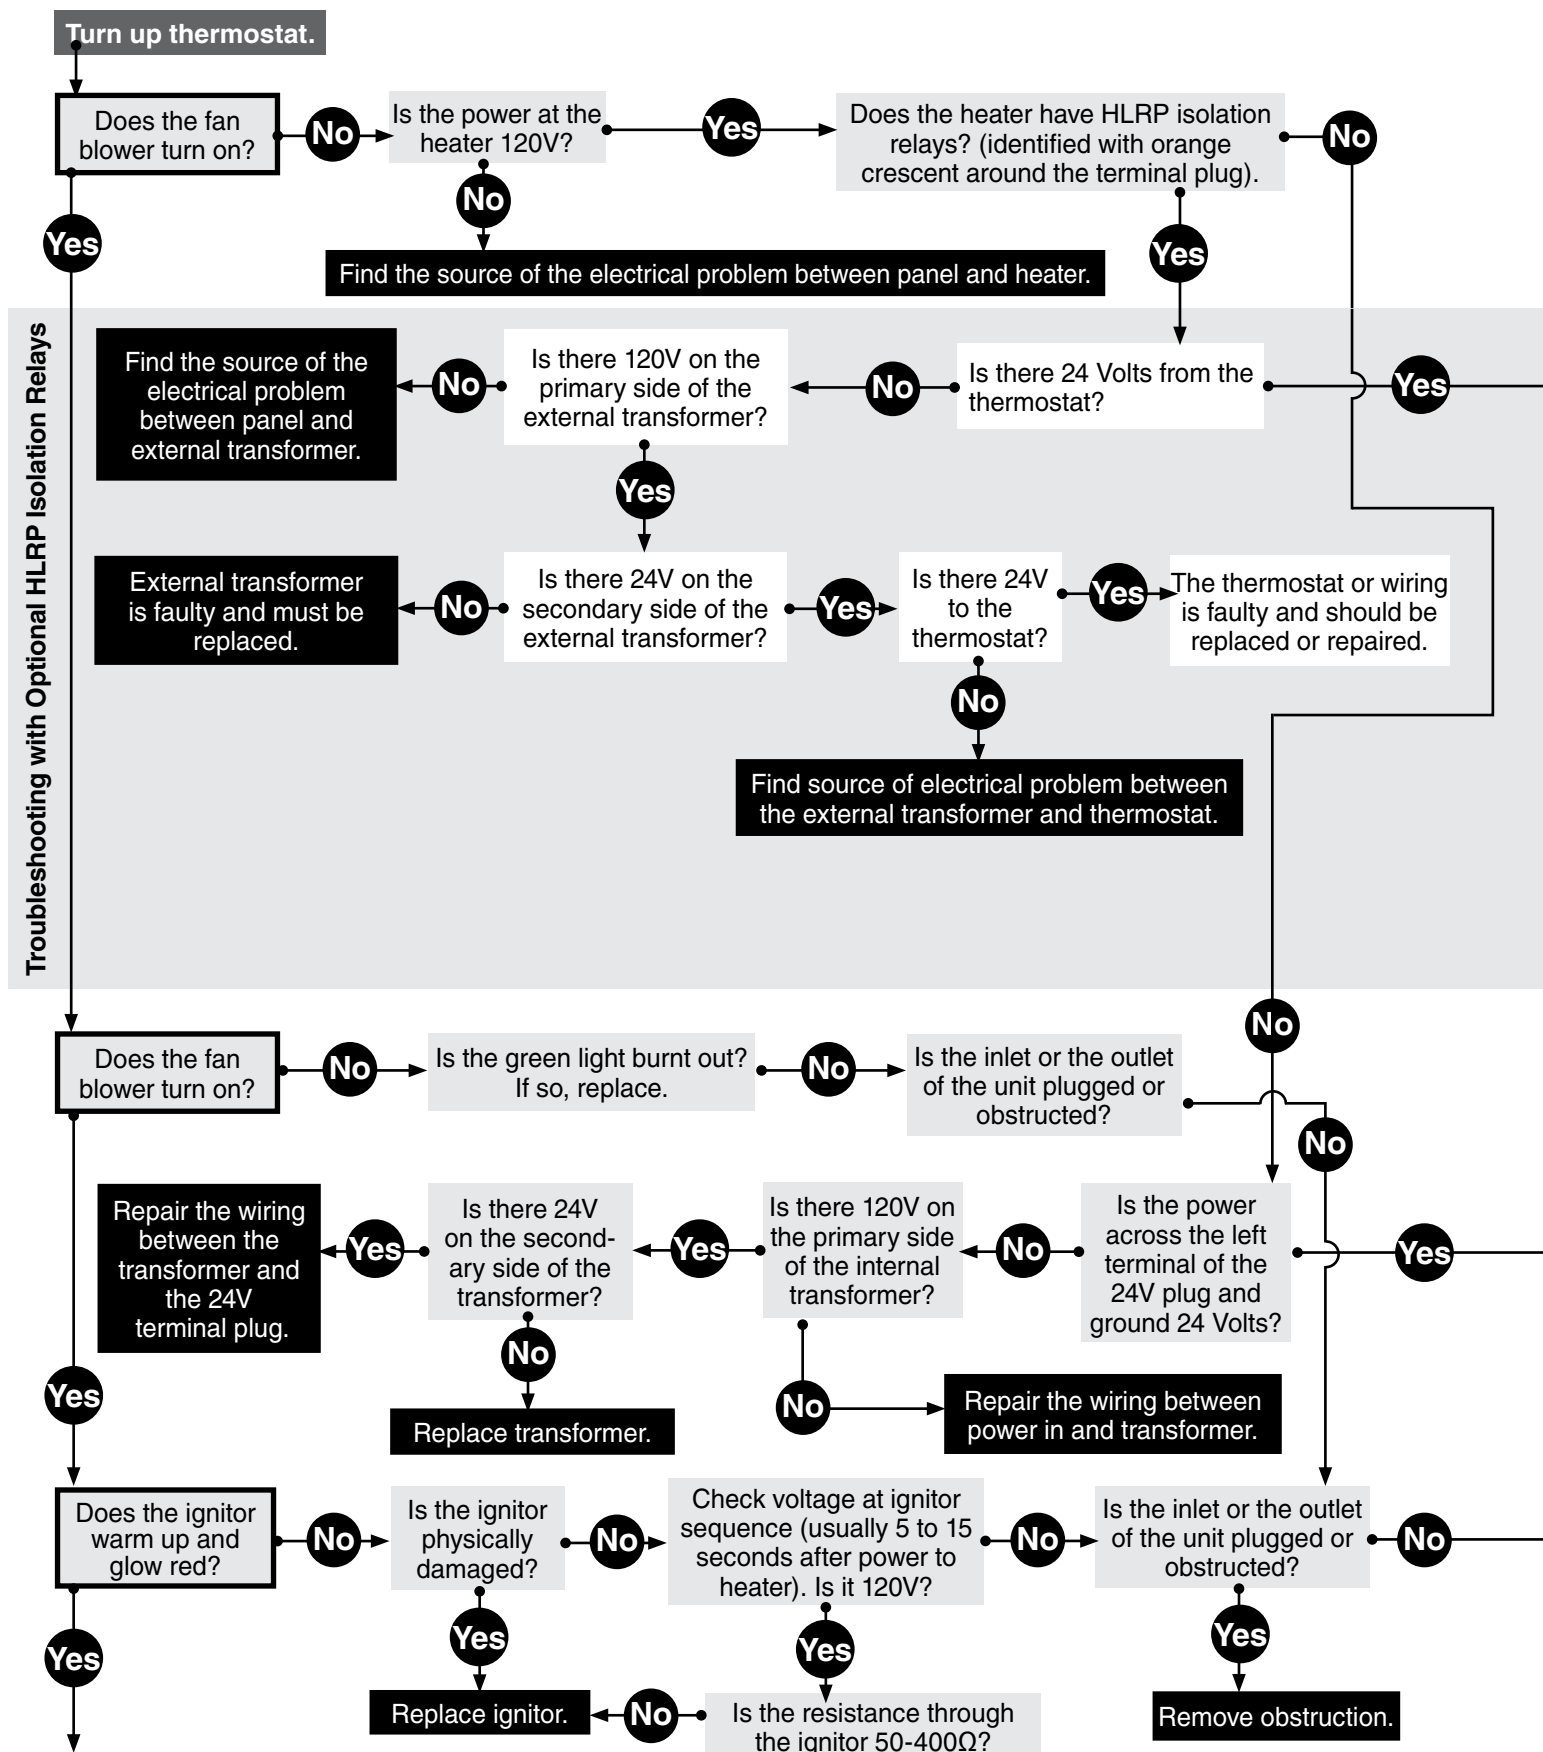 Turn up thermostat.
Does the fan
blower turn on?
No
Is the power at the
heater 120V?
Yes
Does the heater have HLRP isolation
relays? (identified with orange
crescent around the terminal plug).
No
No
Yes
Yes
Find the source of the electrical problem between panel and heater.
Troubleshooting with Optional HLRP Isolation Relays
Find the source of the
electrical problem
between panel and
external transformer.
No
Is there 120V on the
primary side of the
external transformer?
No
Is there 24 Volts from the
thermostat?
Yes
Yes
External transformer
is faulty and must be
replaced.
No
Is there 24V on the
secondary side of the
external transformer?
Yes
Is there 24V
to the
thermostat?
Yes
The thermostat or wiring
is faulty and should be
replaced or repaired.
No
Find source of electrical problem between
the external transformer and thermostat.
No
Does the fan
blower turn on?
No
Is the green light burnt out?
If so, replace.
No
Is the inlet or the outlet
of the unit plugged or
obstructed?
No
Repair the wiring
between the
transformer and
the 24V
terminal plug.
Yes
Is there 24V
on the second-
ary side of the
transformer?
Yes
Is there 120V on
the primary side
of the internal
transformer?
No
Is the power
across the left
terminal of the
24V plug and
ground 24 Volts?
Yes
No
Yes
No
Replace transformer.
Repair the wiring between
power in and transformer.
Does the ignitor
warm up and
glow red?
No
Is the ignitor
physically
damaged?
No
Check voltage at ignitor
sequence (usually 5 to 15
seconds after power to
heater). Is it 120V?
No
Is the inlet or the outlet
of the unit plugged or
obstructed?
No
Yes
Yes
Yes
Yes
Replace ignitor.
No
Is the resistance through
the ignitor 50-400Ω?
Remove obstruction.